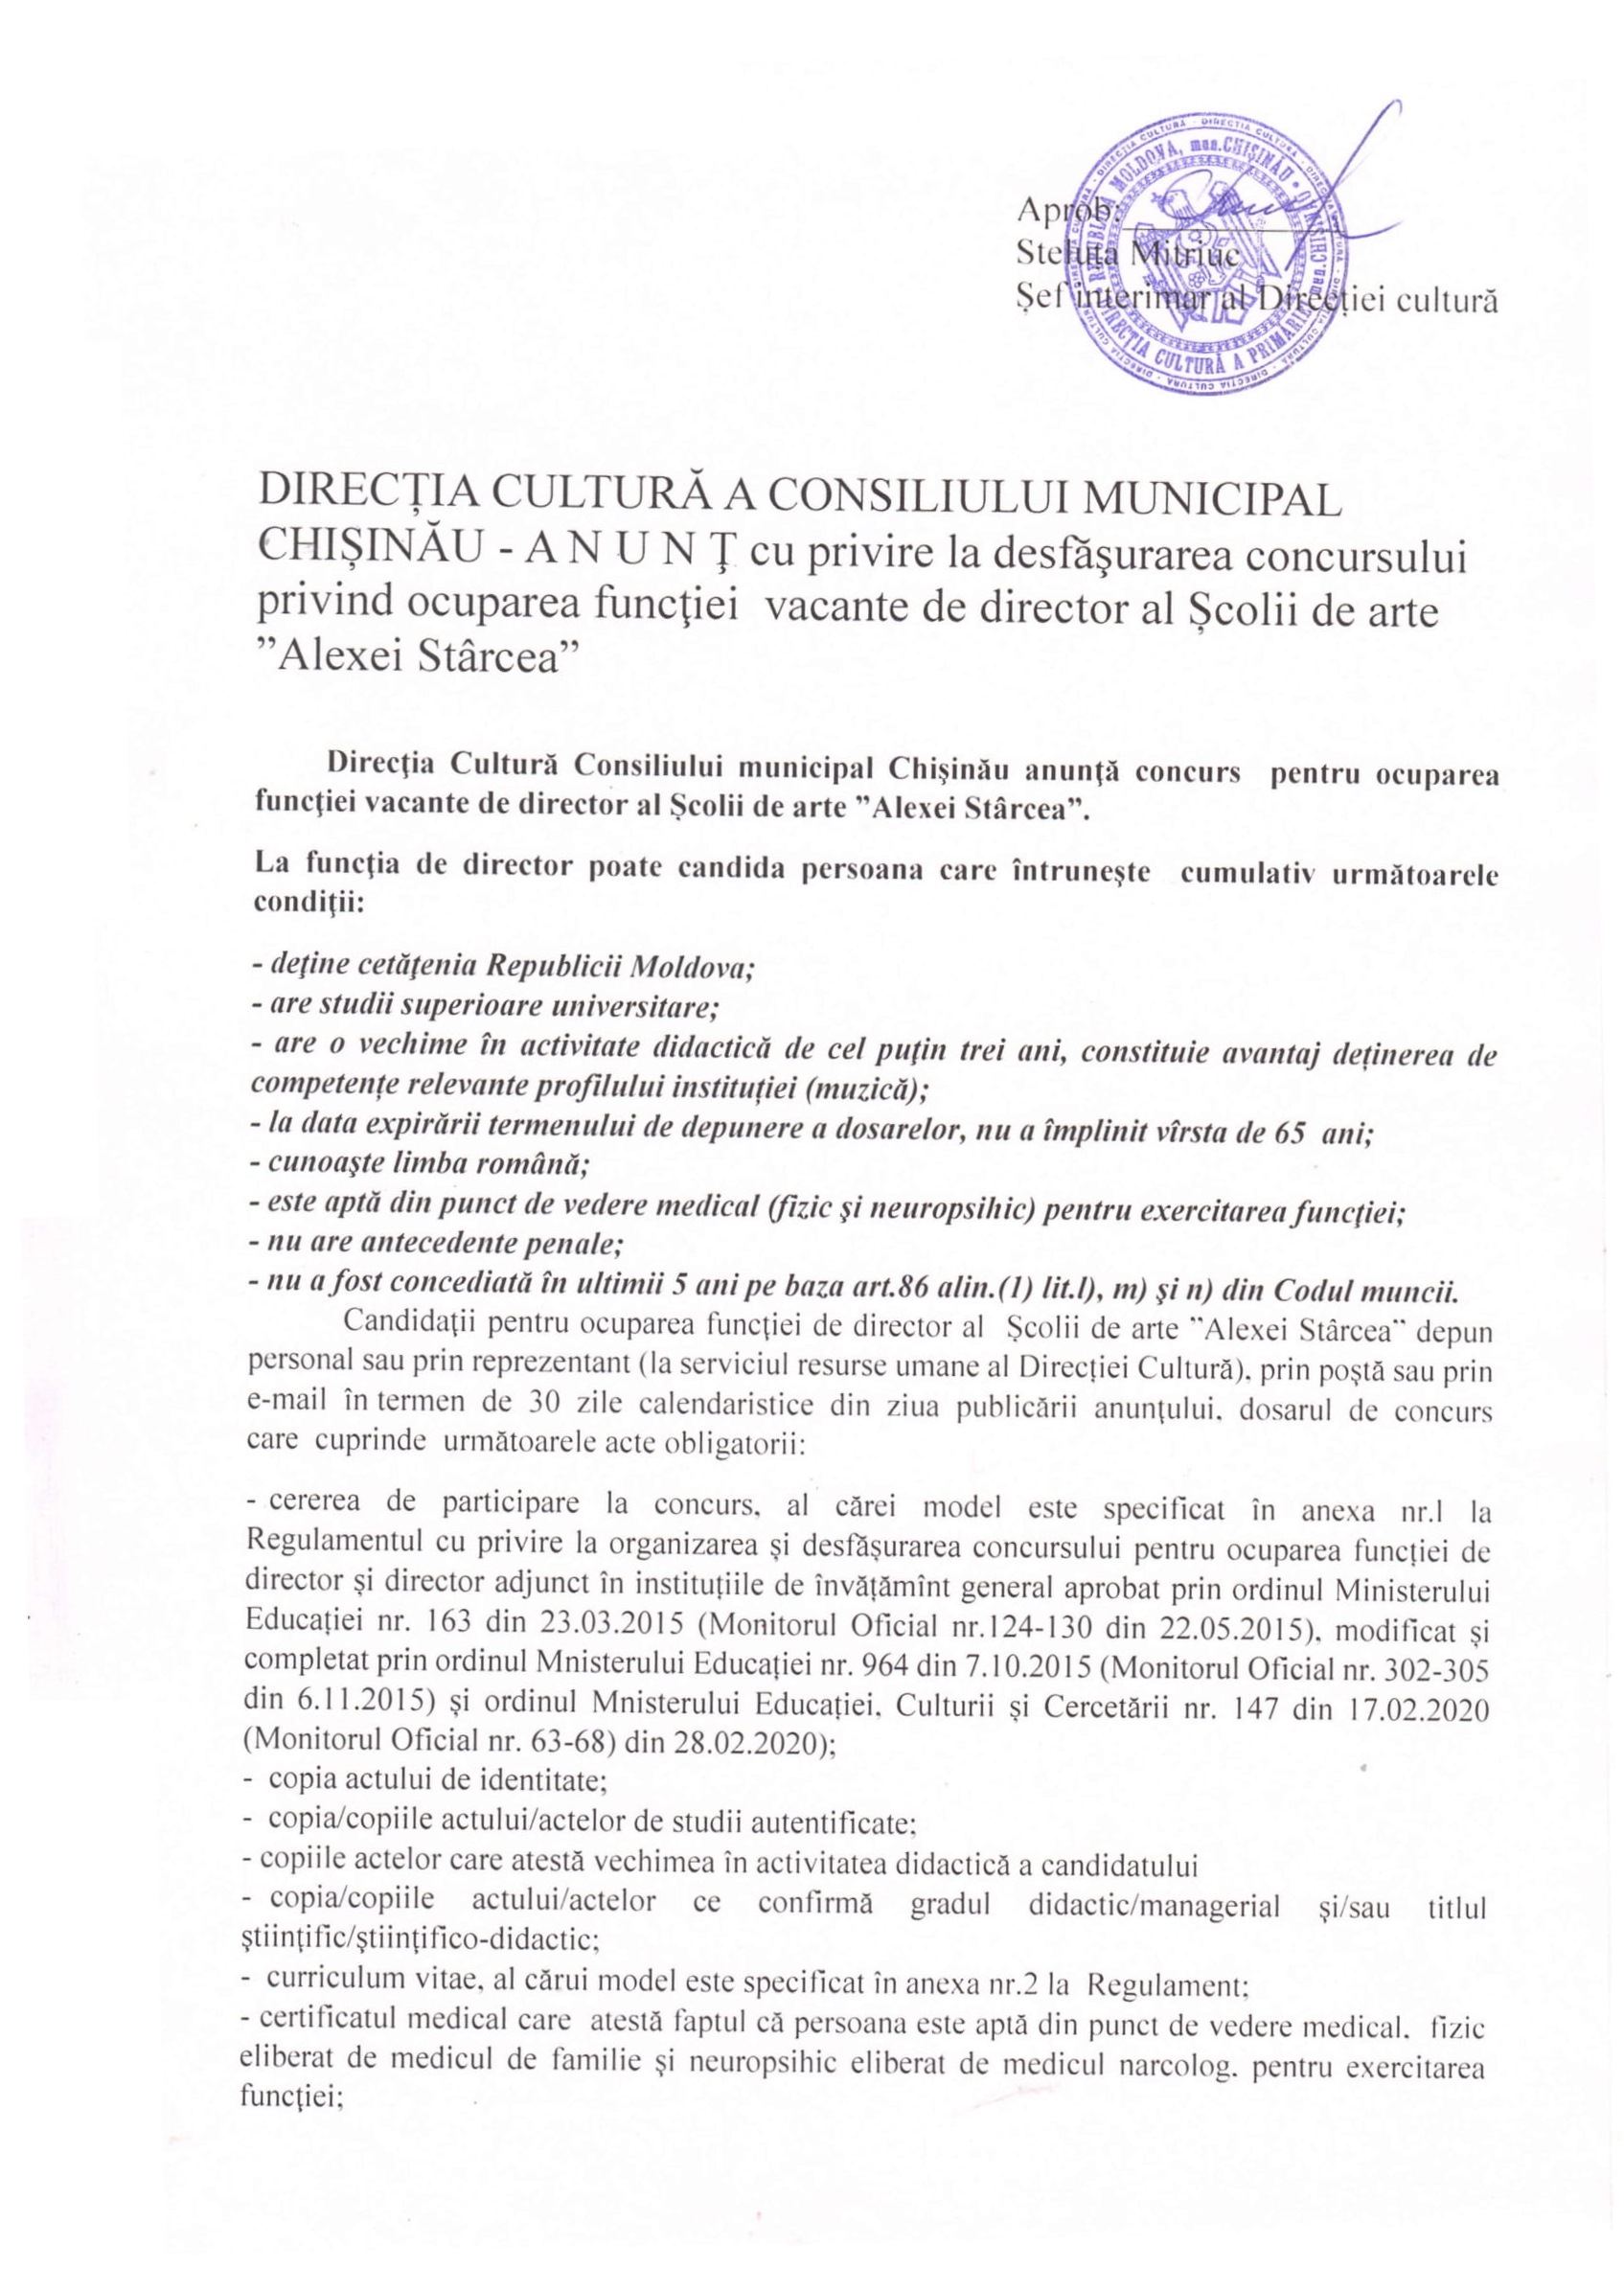 Aprob:
Steluța Mitriuc
Șef interimar al Direcției cultură
REPUBLICA MOLDOVA, mun.CHIȘINĂU
DIRECȚIA CULTURĂ A PRIMĂRIEI mun.CHIȘINĂU
DIRECȚIA CULTURĂ · DIRECȚIA CULTURĂ
DIRECȚIA CULTURĂ A CONSILIULUI MUNICIPAL
CHIȘINĂU - A N U N Ţ cu privire la desfăşurarea concursului
privind ocuparea funcţiei vacante de director al Școlii de arte
”Alexei Stârcea”
Direcţia Cultură Consiliului municipal Chişinău anunţă concurs pentru ocuparea
funcţiei vacante de director al Școlii de arte ”Alexei Stârcea”.
La funcţia de director poate candida persoana care întruneşte cumulativ următoarele
condiţii:
- deţine cetăţenia Republicii Moldova;
- are studii superioare universitare;
- are o vechime în activitate didactică de cel puţin trei ani, constituie avantaj deținerea de
competențe relevante profilului instituției (muzică);
- la data expirării termenului de depunere a dosarelor, nu a împlinit vîrsta de 65 ani;
- cunoaşte limba română;
- este aptă din punct de vedere medical (fizic şi neuropsihic) pentru exercitarea funcţiei;
- nu are antecedente penale;
- nu a fost concediată în ultimii 5 ani pe baza art.86 alin.(1) lit.l), m) şi n) din Codul muncii.
Candidaţii pentru ocuparea funcţiei de director al Școlii de arte ”Alexei Stârcea” depun
personal sau prin reprezentant (la serviciul resurse umane al Direcției Cultură), prin poştă sau prin
e-mail în termen de 30 zile calendaristice din ziua publicării anunţului, dosarul de concurs
care cuprinde următoarele acte obligatorii:
- cererea de participare la concurs, al cărei model este specificat în anexa nr.l la
Regulamentul cu privire la organizarea și desfășurarea concursului pentru ocuparea funcției de
director și director adjunct în instituțiile de învățămînt general aprobat prin ordinul Ministerului
Educației nr. 163 din 23.03.2015 (Monitorul Oficial nr.124-130 din 22.05.2015), modificat și
completat prin ordinul Mnisterului Educației nr. 964 din 7.10.2015 (Monitorul Oficial nr. 302-305
din 6.11.2015) și ordinul Mnisterului Educației, Culturii și Cercetării nr. 147 din 17.02.2020
(Monitorul Oficial nr. 63-68) din 28.02.2020);
- copia actului de identitate;
- copia/copiile actului/actelor de studii autentificate;
- copiile actelor care atestă vechimea în activitatea didactică a candidatului
- copia/copiile actului/actelor ce confirmă gradul didactic/managerial şi/sau titlul
ştiinţific/ştiinţifico-didactic;
- curriculum vitae, al cărui model este specificat în anexa nr.2 la Regulament;
- certificatul medical care atestă faptul că persoana este aptă din punct de vedere medical, fizic
eliberat de medicul de familie şi neuropsihic eliberat de medicul narcolog, pentru exercitarea
funcţiei;